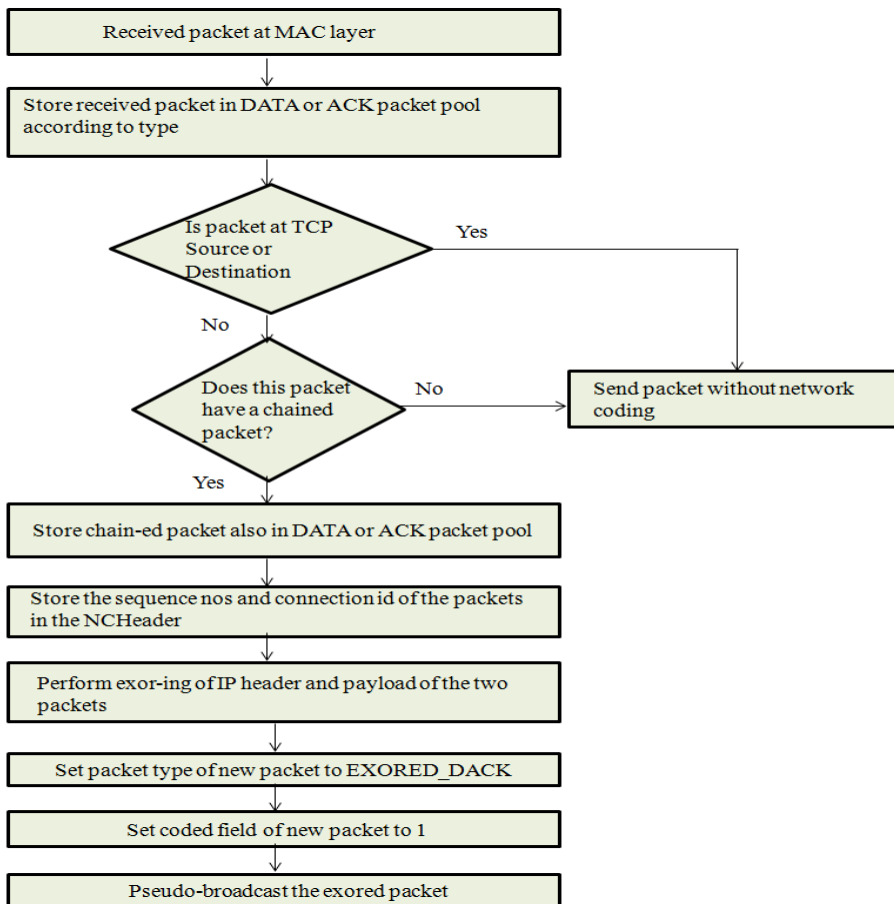 Received packet at MAC layer
Store received packet in DATA or ACK packet pool
according to type
Is packet at TCP
Source or
Destination
Yes
No
Does this packet
have a chained
packet?
No
Send packet without network
coding
Yes
Store chain-ed packet also in DATA or ACK packet pool
Store the sequence nos and connection id of the packets
in the NCHeader
Perform exor-ing of IP header and payload of the two
packets
Set packet type of new packet to EXORED_DACK
Set coded field of new packet to 1
Pseudo-broadcast the exored packet